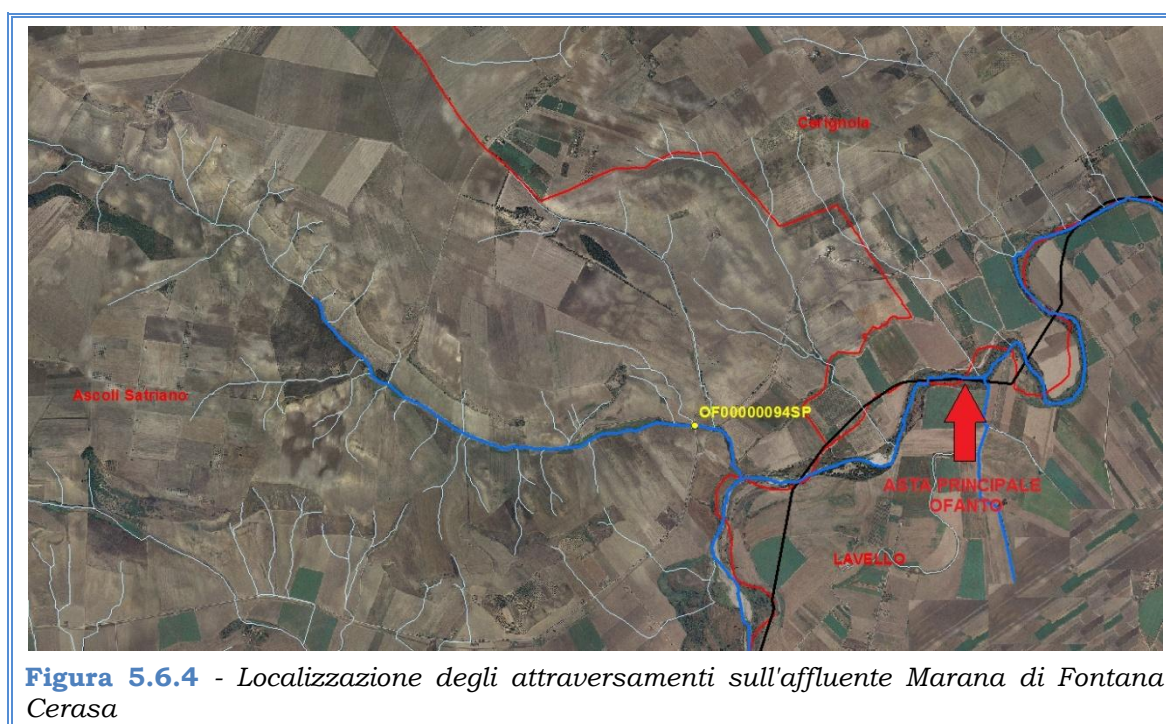 Cerignola
Ascoli Satriano
OF00000094SP
ASTA PRINCIPALE
OFANTO
LAVELLO
Figura 5.6.4 - Localizzazione degli attraversamenti sull'affluente Marana di Fontana
Cerasa